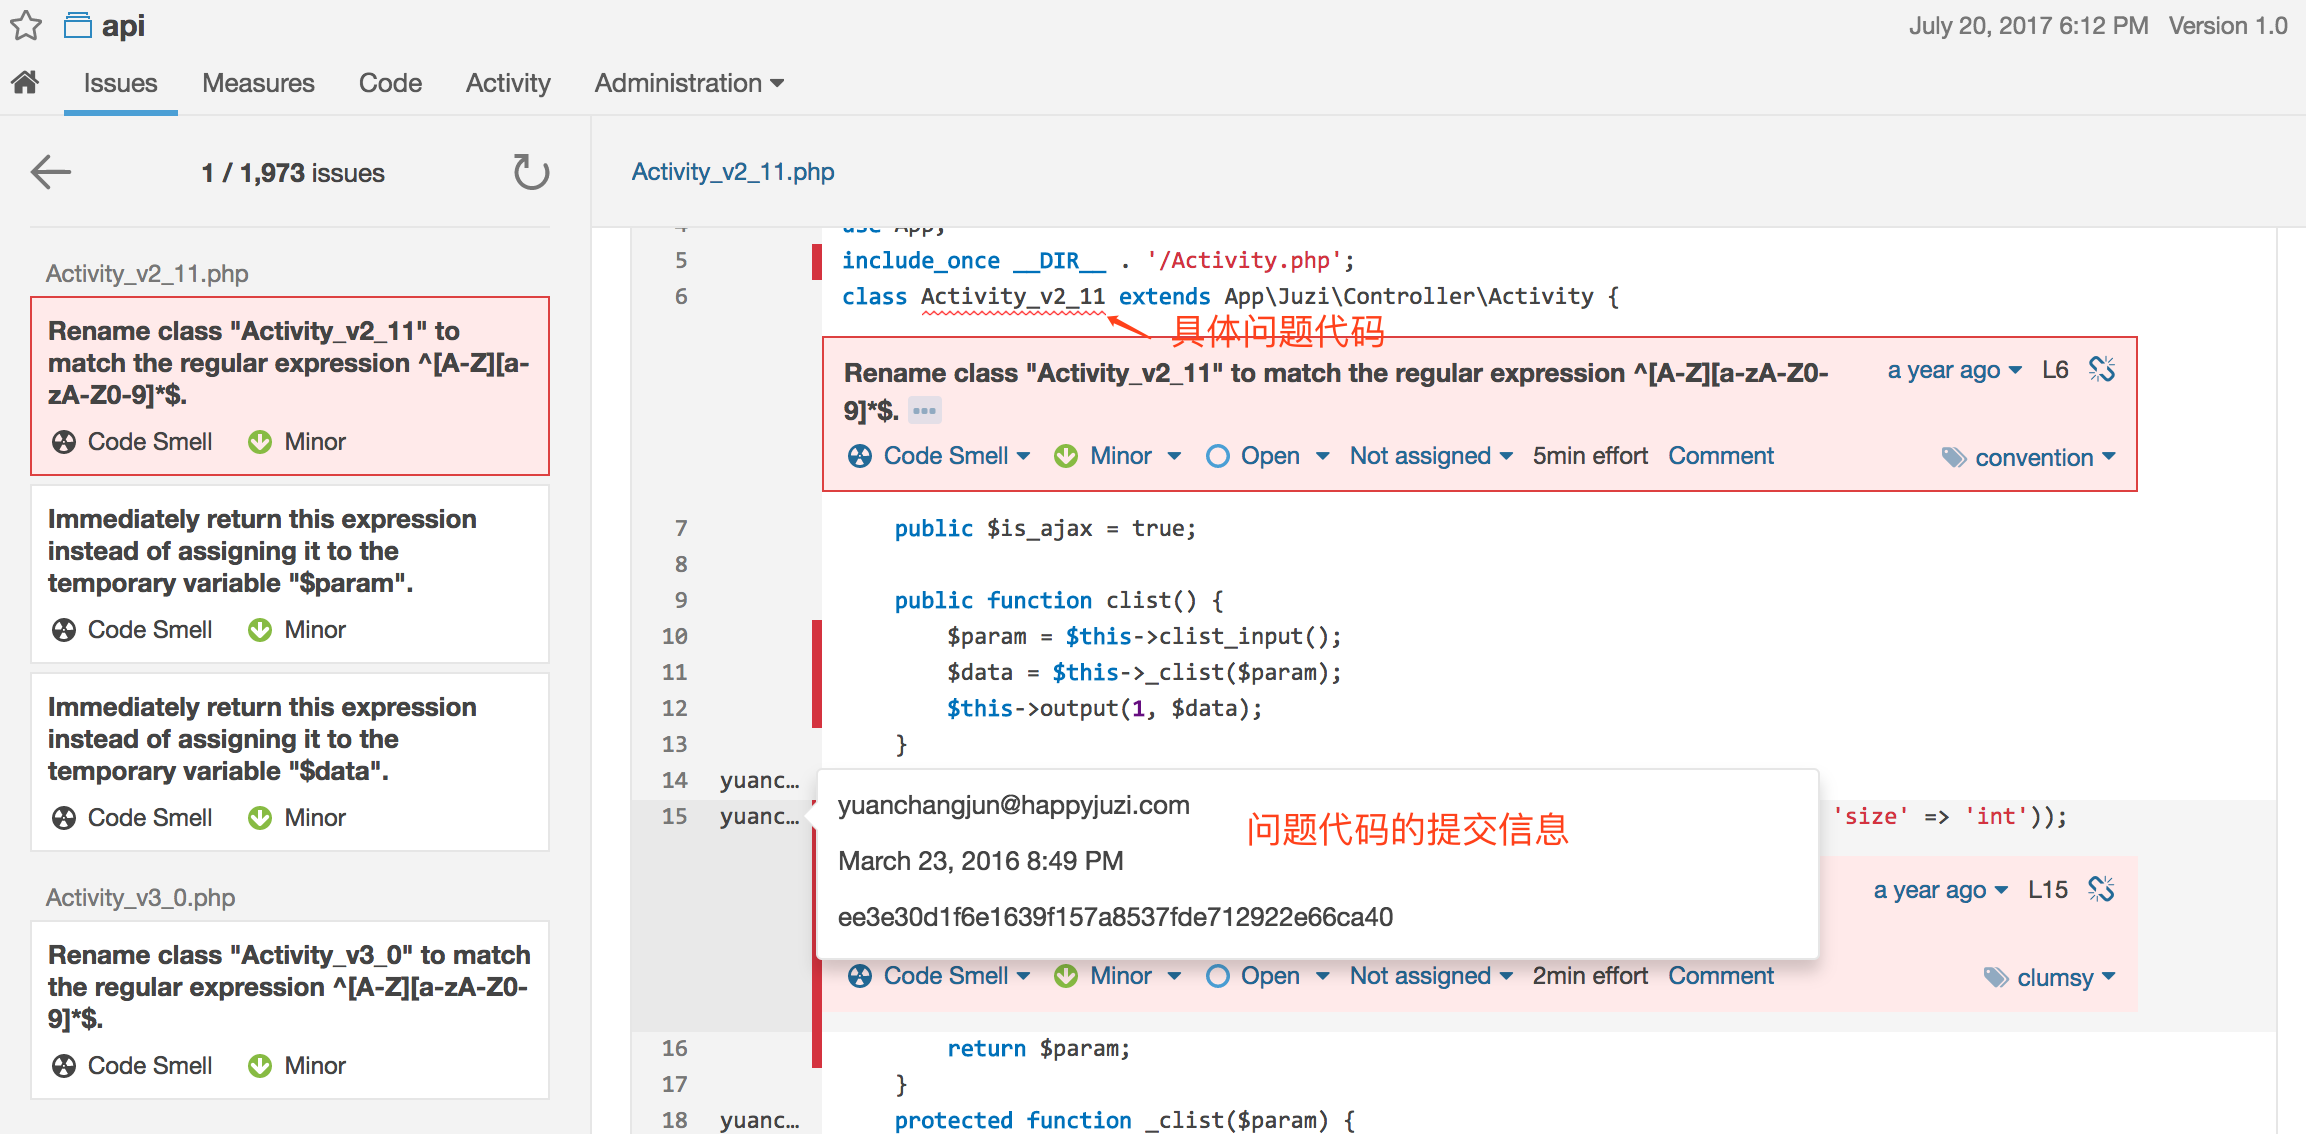 api
July 20, 2017 6:12 PM Version 1.0
Issues Measures Code Activity Administration
1 / 1,973 issues
Activity_v2_11.php
Rename class "Activity_v2_11" to
match the regular expression ^[A-Z][a-
zA-Z0-9]*$.
Code Smell Minor
Immediately return this expression
instead of assigning it to the
temporary variable "$param".
Code Smell Minor
Immediately return this expression
instead of assigning it to the
temporary variable "$data".
Code Smell Minor
Activity_v3_0.php
Rename class "Activity_v3_0" to match
the regular expression ^[A-Z][a-zA-Z0-
9]*$.
Code Smell Minor
Activity_v2_11.php
4 use App;
5 include_once __DIR__ . '/Activity.php';
6 class Activity_v2_11 extends App\Juzi\Controller\Activity {
具体问题代码
Rename class "Activity_v2_11" to match the regular expression ^[A-Z][a-zA-Z0-
9]*$. •••
a year ago L6
Code Smell Minor Open Not assigned 5min effort Comment convention
7 public $is_ajax = true;
8
9 public function clist() {
10 $param = $this->clist_input();
11 $data = $this->_clist($param);
12 $this->output(1, $data);
13 }
14 yuanc…
15 yuanc… 'size' => 'int'));
yuanchangjun@happyjuzi.com
问题代码的提交信息
March 23, 2016 8:49 PM
ee3e30d1f6e1639f157a8537fde712922e66ca40
a year ago L15
Code Smell Minor Open Not assigned 2min effort Comment clumsy
16 return $param;
17 }
18 yuanc… protected function _clist($param) {